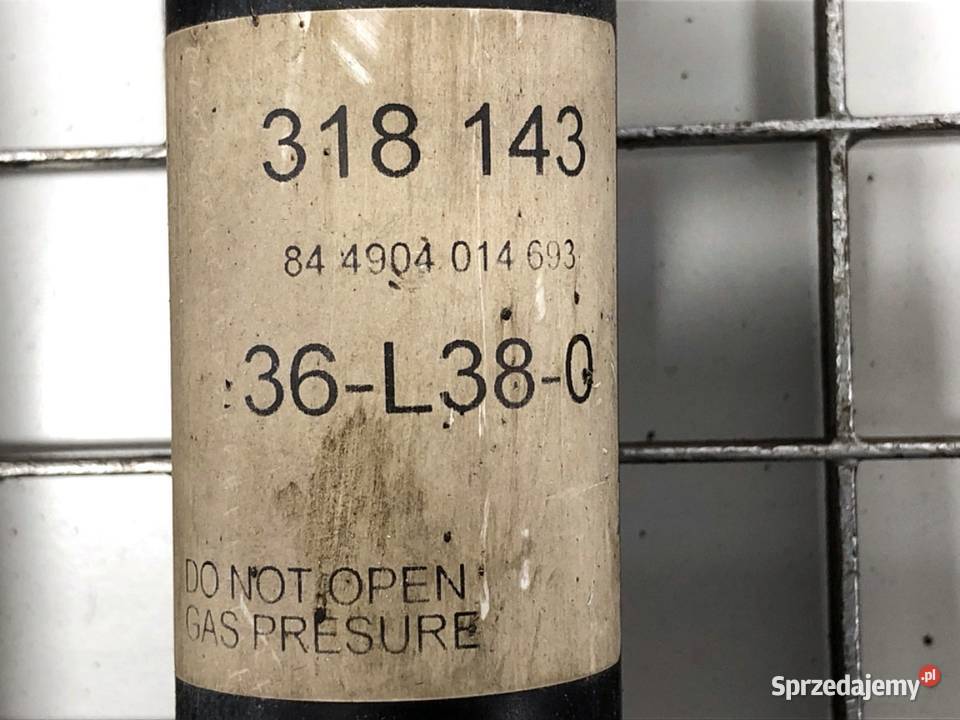 318 143
84 4904 014 693
36-L38-0
DO NOT OPEN
GAS PRESURE
Sprzedajemy.pl